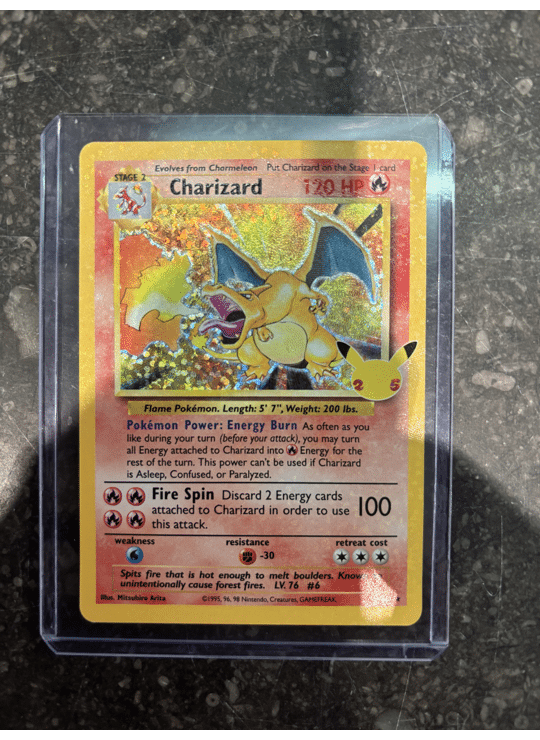 Evolves from Charmeleon Put Charizard on the Stage 1 card
STAGE 2
Charizard 120 HP
25
Flame Pokémon. Length: 5' 7", Weight: 200 lbs.
Pokémon Power: Energy Burn As often as you
like during your turn (before your attack), you may turn
all Energy attached to Charizard into Energy for the
rest of the turn. This power can't be used if Charizard
is Asleep, Confused, or Paralyzed.
Fire Spin Discard 2 Energy cards
attached to Charizard in order to use
this attack.
100
weakness resistance retreat cost
-30
Spits fire that is hot enough to melt boulders.
unintentionally cause forest fires. LV. 76 #6
Illus. Mitsuhiro Arita ©1995, 96, 98 Nintendo, Creatures, GAMEFREAK.